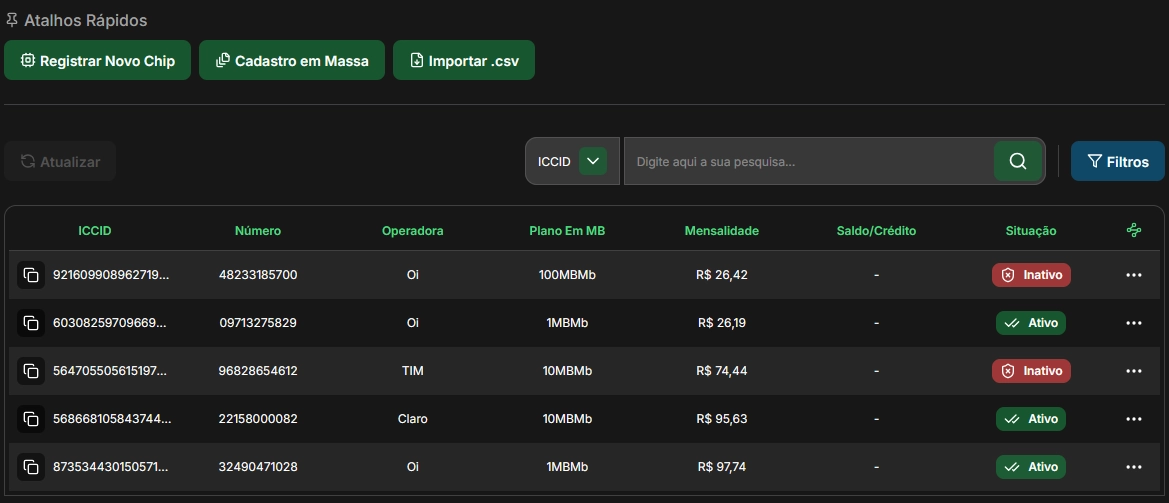 Atalhos Rápidos
Registrar Novo Chip Cadastro em Massa Importar .csv
Atualizar ICCID Digite aqui a sua pesquisa... Filtros
ICCID Número Operadora Plano Em MB Mensalidade Saldo/Crédito Situação
921609908962719... 48233185700 Oi 100MBMb R$ 26,42 - Inativo
60308259709669... 09713275829 Oi 1MBMb R$ 26,19 - Ativo
564705505615197... 96828654612 TIM 10MBMb R$ 74,44 - Inativo
568668105843744... 22158000082 Claro 10MBMb R$ 95,63 - Ativo
873534430150571... 32490471028 Oi 1MBMb R$ 97,74 - Ativo